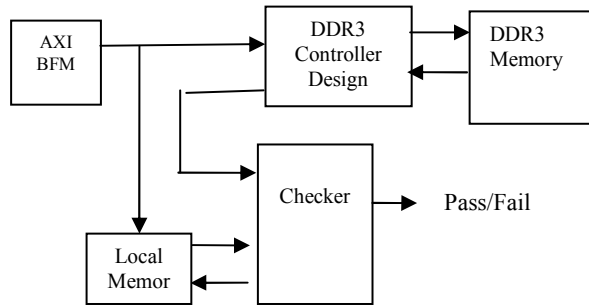 AXI
BFM
DDR3
Controller
Design
DDR3
Memory
Checker
Pass/Fail
Local
Memor